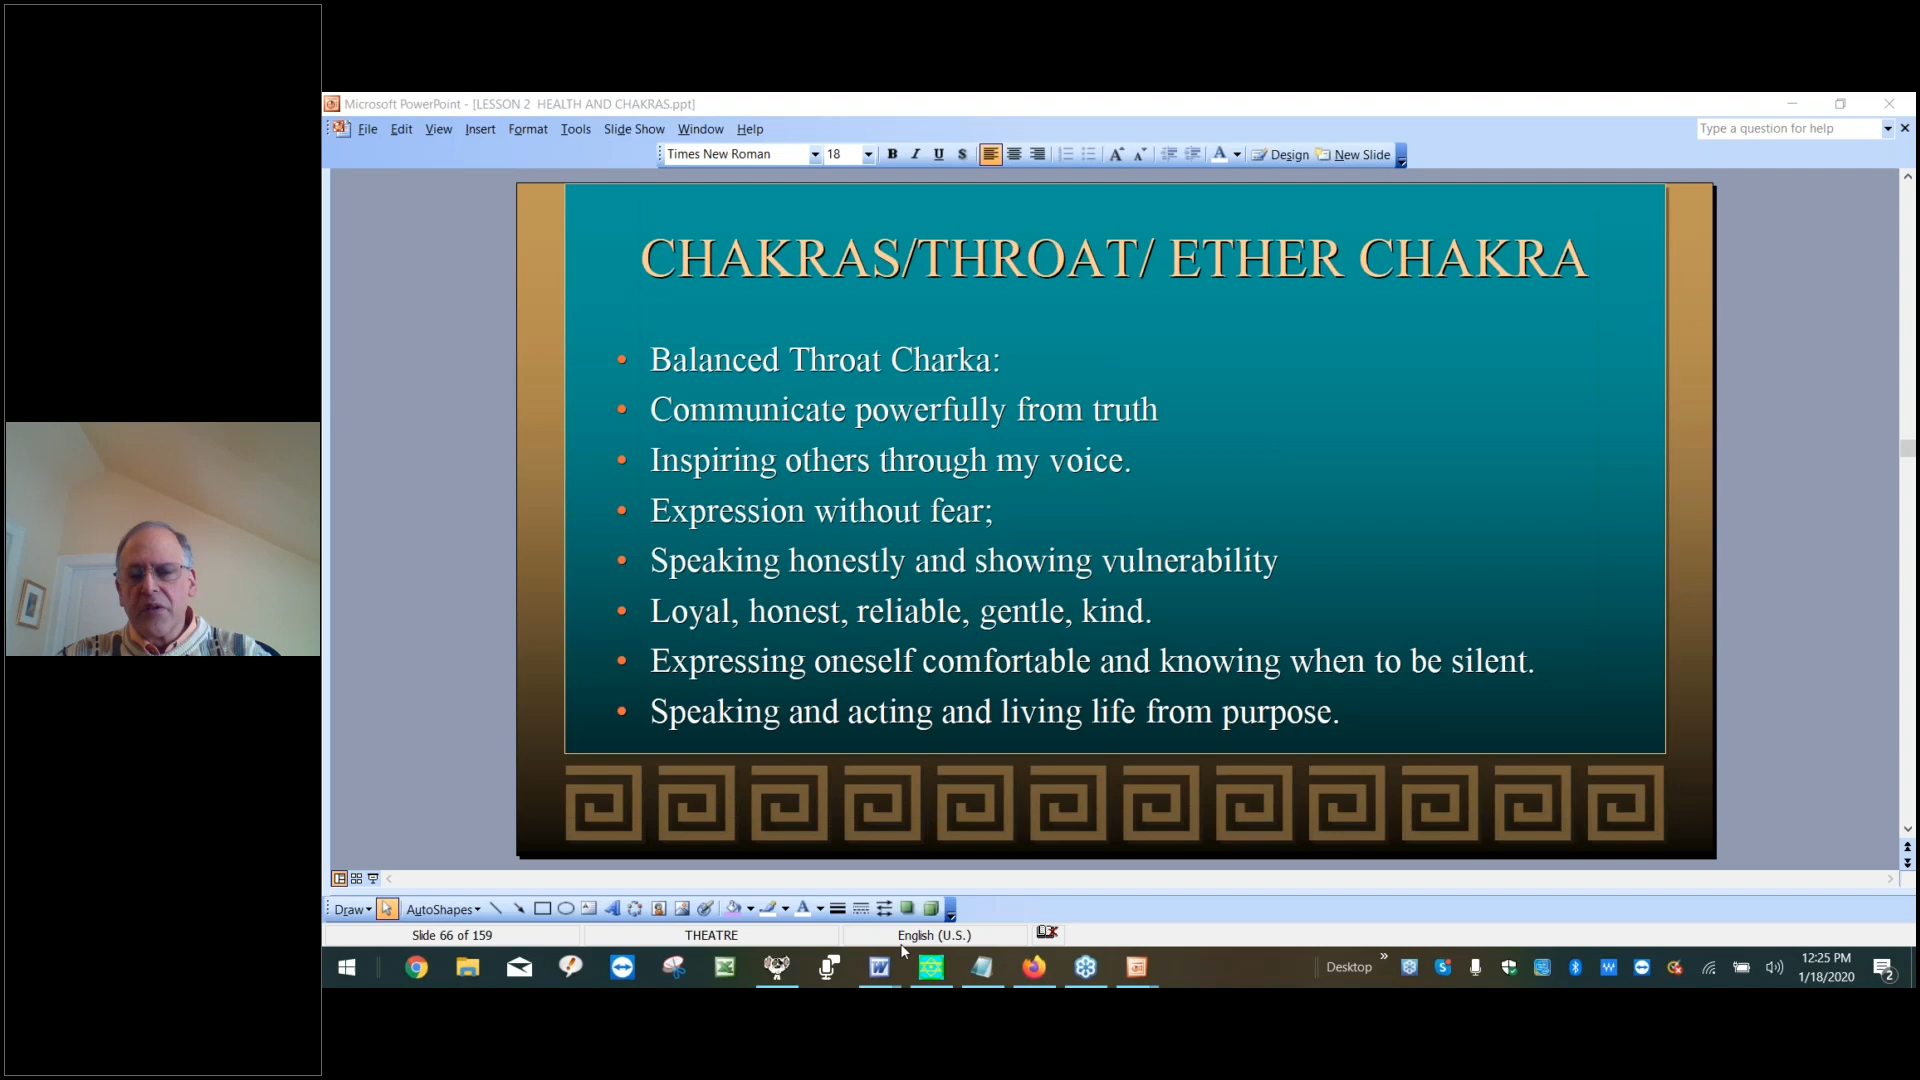 Microsoft PowerPoint - [LESSON 2  HEALTH AND CHAKRAS.ppt]
File Edit View Insert Format Tools Slide Show Window Help
Type a question for help
Times New Roman 18 B I U S A A A Design New Slide
CHAKRAS/THROAT/ ETHER CHAKRA
• Balanced Throat Charka:
• Communicate powerfully from truth
• Inspiring others through my voice.
• Expression without fear;
• Speaking honestly and showing vulnerability
• Loyal, honest, reliable, gentle, kind.
• Expressing oneself comfortable and knowing when to be silent.
• Speaking and acting and living life from purpose.
Draw AutoShapes A
Slide 66 of 159 THEATRE English (U.S.)
Desktop » 12:25 PM
1/18/2020 2